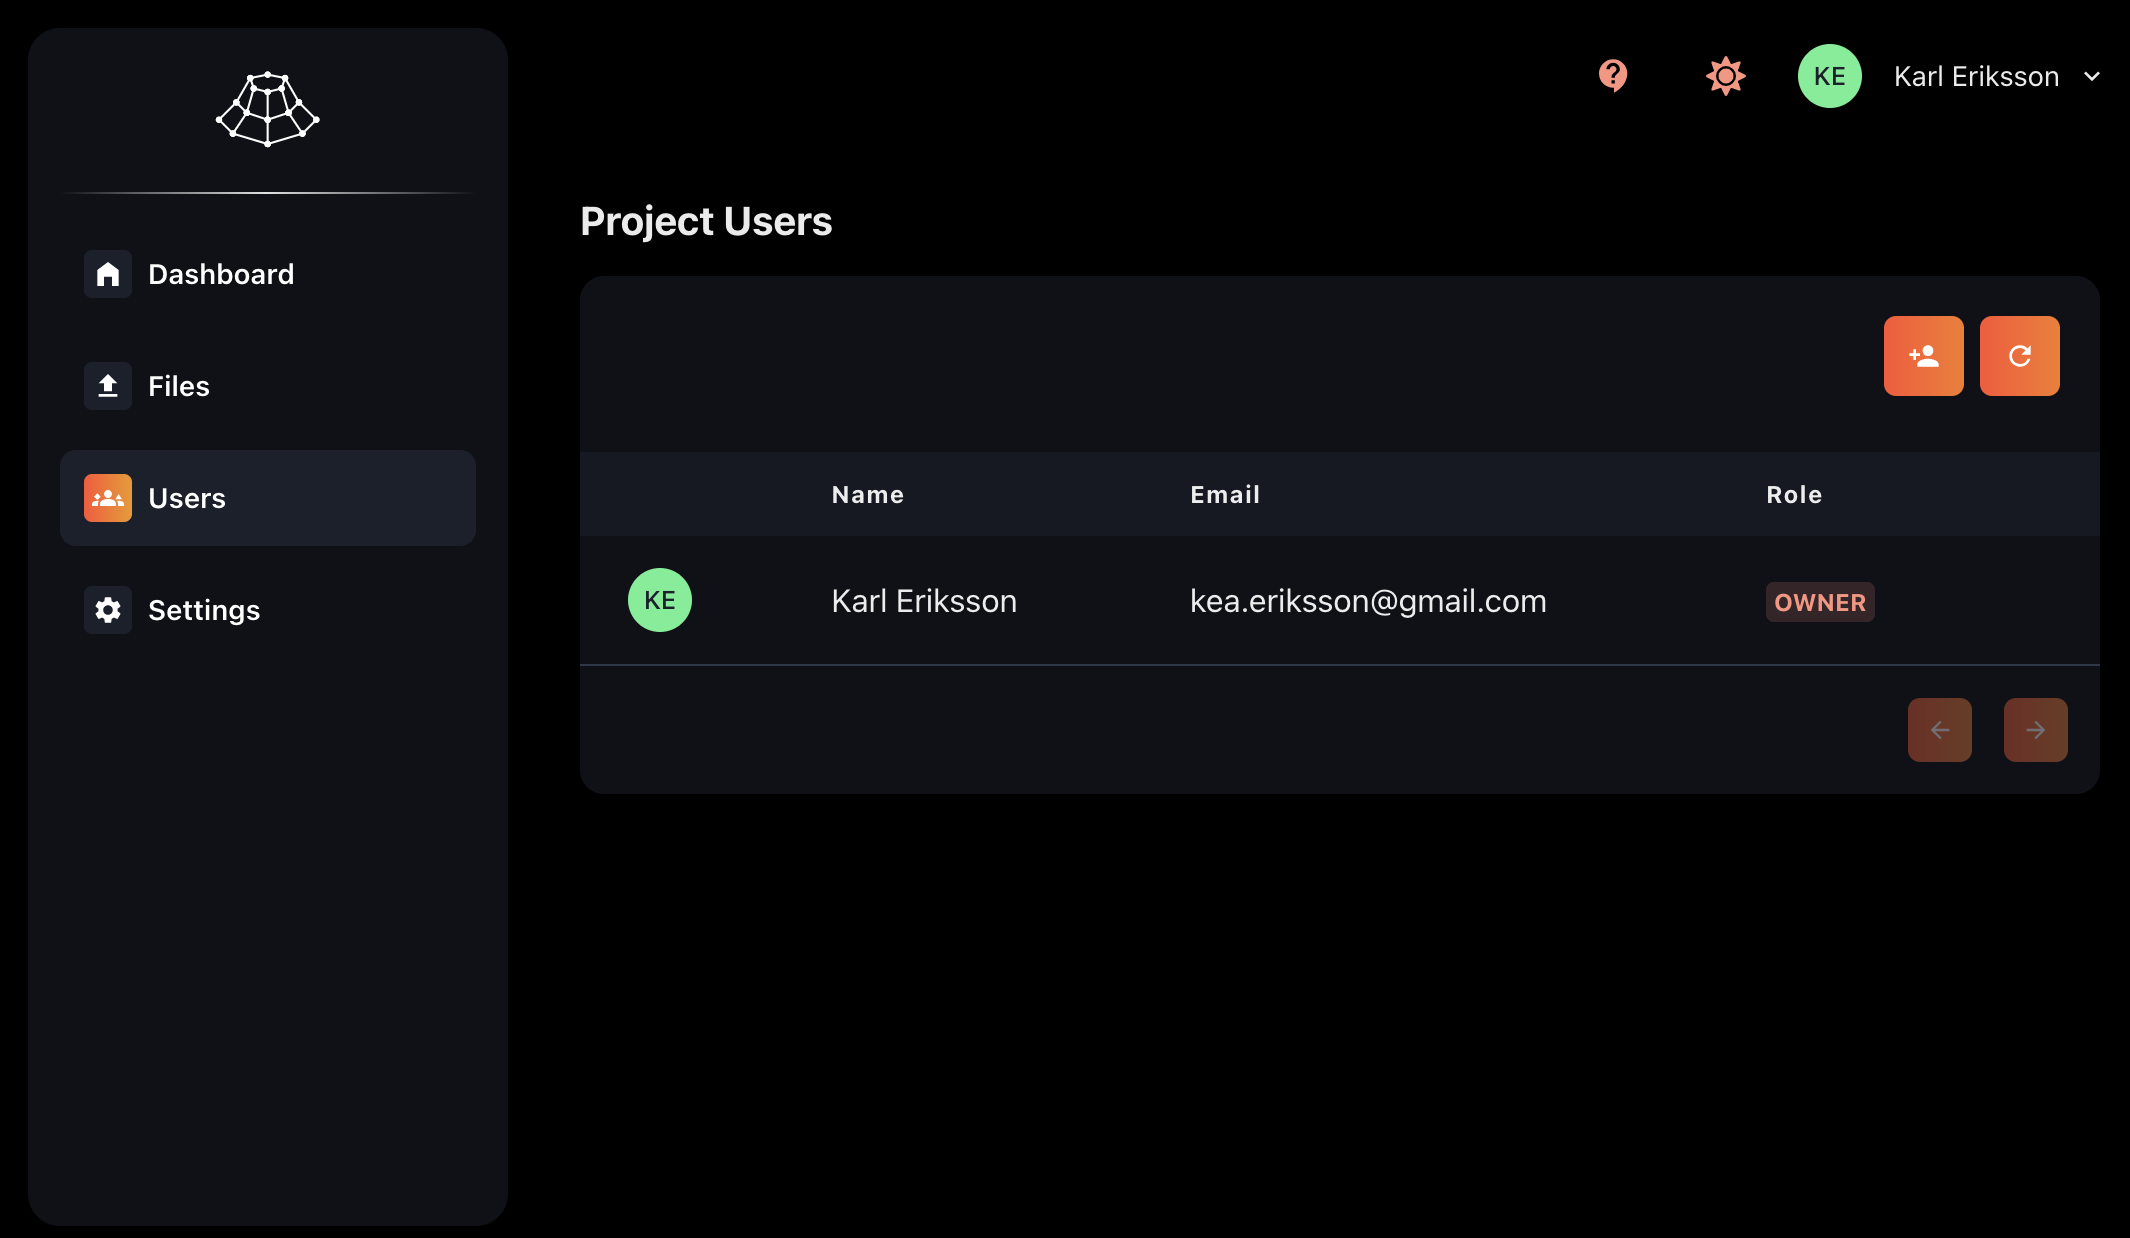 KE Karl Eriksson
Dashboard
Files
Users
Settings
Project Users
Name Email Role
KE Karl Eriksson kea.eriksson@gmail.com OWNER